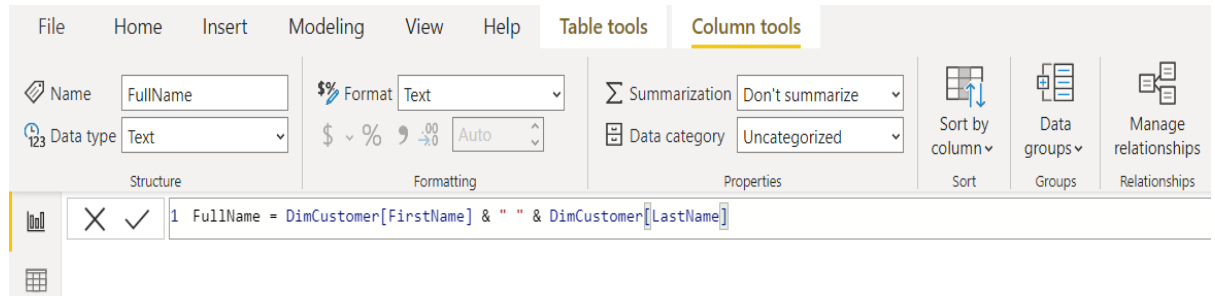 File Home Insert Modeling View Help Table tools Column tools
Name FullName $% Format Text Summarization Don't summarize
Data type Text $ % 9 .00 Auto Data category Uncategorized
Sort by column Data groups Manage relationships
Structure Formatting Properties Sort Groups Relationships
1 FullName = DimCustomer[FirstName] & " " & DimCustomer[LastName]